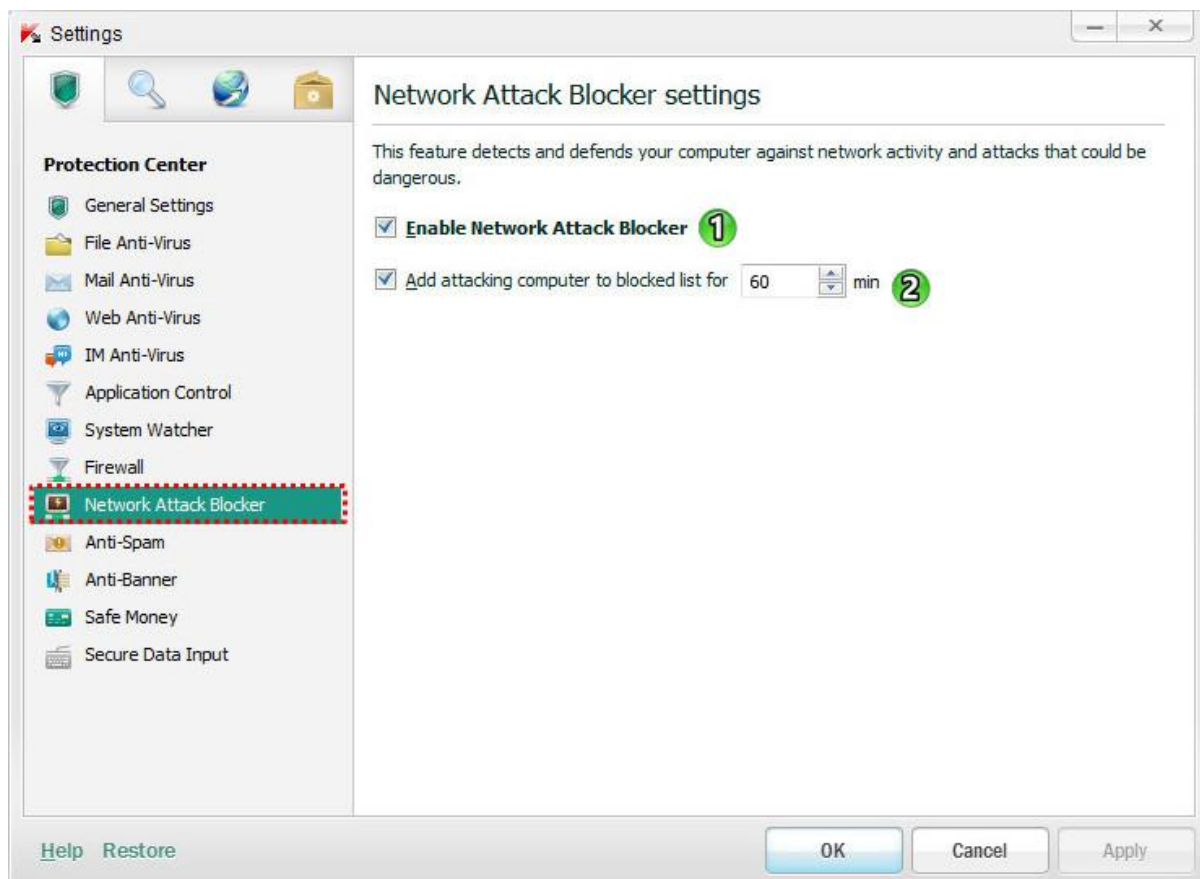 Settings
Protection Center
General Settings
File Anti-Virus
Mail Anti-Virus
Web Anti-Virus
IM Anti-Virus
Application Control
System Watcher
Firewall
Network Attack Blocker
Anti-Spam
Anti-Banner
Safe Money
Secure Data Input
Network Attack Blocker settings
This feature detects and defends your computer against network activity and attacks that could be
dangerous.
Enable Network Attack Blocker 1
Add attacking computer to blocked list for 60 min 2
Help Restore
OK Cancel Apply